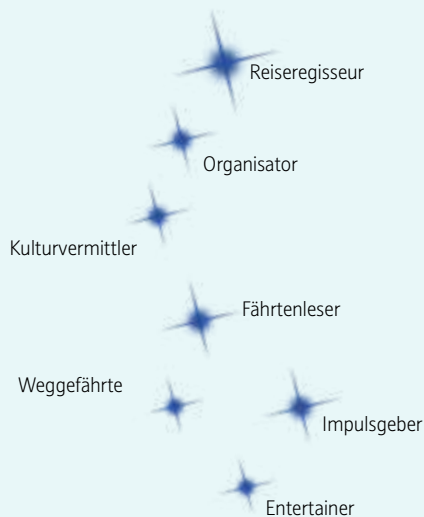 Reiseregisseur
Organisator
Kulturvermittler
Fährtenleser
Weggefährte
Impulsgeber
Entertainer